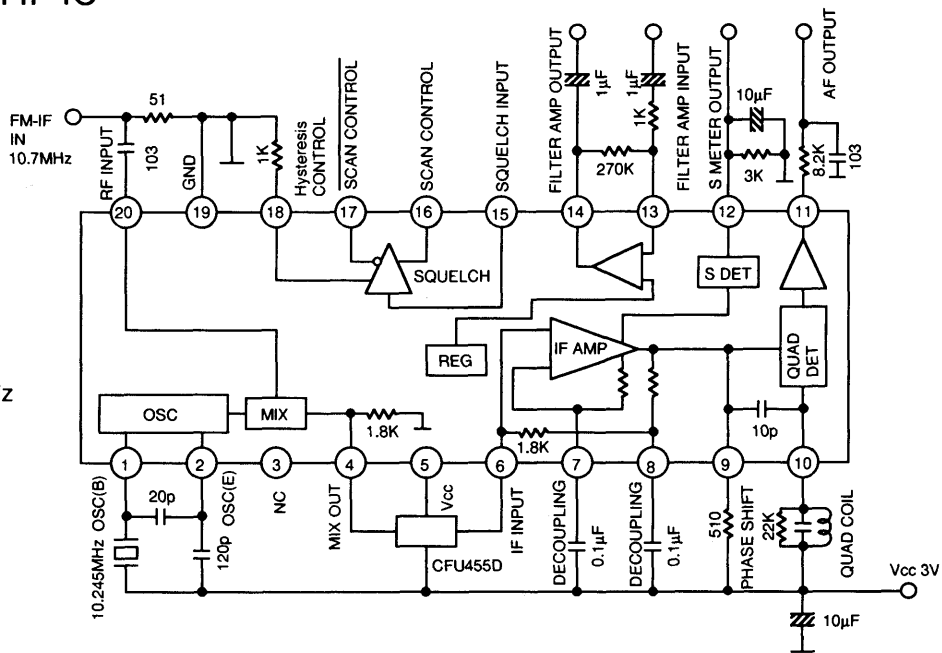 FM-IF
IN
10.7MHz
51
103
RF INPUT
GND
1K
Hysteresis
CONTROL
SCAN CONTROL
SCAN CONTROL
SQUELCH INPUT
FILTER AMP OUTPUT
1µF
1µF
1K
270K
FILTER AMP INPUT
S METER OUTPUT
10µF
3K
AF OUTPUT
8.2K
103
20
19
18
17
16
15
14
13
12
11
SQUELCH
REG
S DET
IF AMP
QUAD
DET
OSC
MIX
1.8K
1.8K
10p
1
2
3
4
5
6
7
8
9
10
10.245MHz
OSC(B)
20p
OSC(E)
120p
NC
MIX OUT
Vcc
CFU455D
IF INPUT
DECOUPLING
0.1µF
DECOUPLING
0.1µF
510
PHASE SHIFT
22K
QUAD COIL
Vcc 3V
10µF